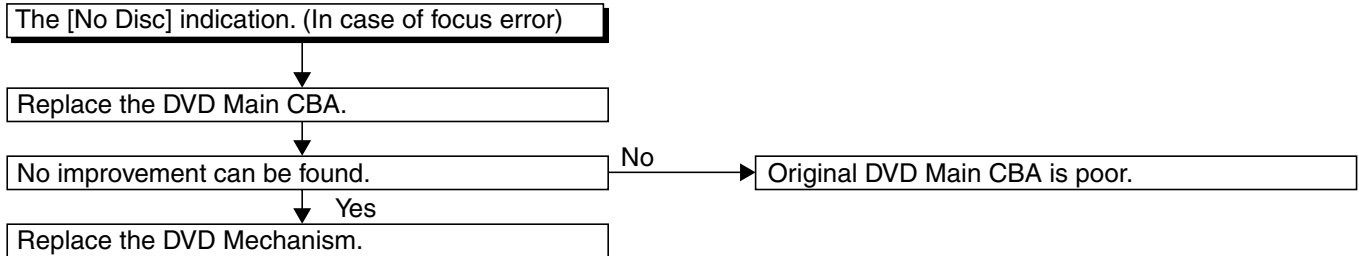 The [No Disc] indication. (In case of focus error)
Replace the DVD Main CBA.
No improvement can be found.
No
Original DVD Main CBA is poor.
Yes
Replace the DVD Mechanism.